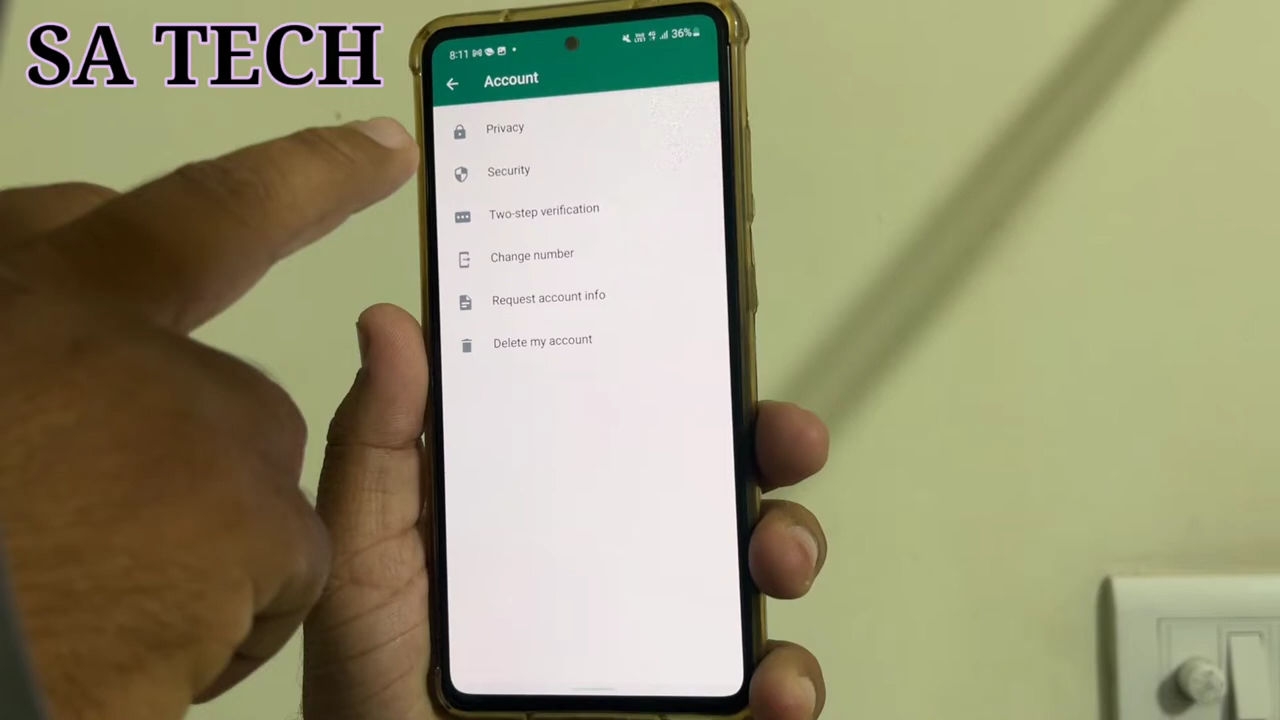 SA TECH
8:11
36%
Account
Privacy
Security
Two-step verification
Change number
Request account info
Delete my account